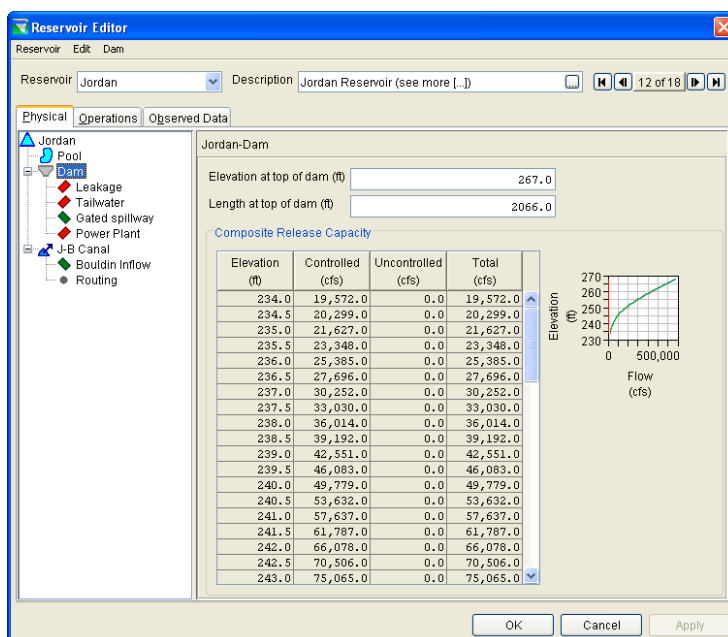 Reservoir Editor
Reservoir Edit Dam
Reservoir Jordan Description Jordan Reservoir (see more [...]) ... 12 of 18
Physical Operations Observed Data
Jordan
Pool
Dam
Leakage
Tailwater
Gated spillway
Power Plant
J-B Canal
Bouldin Inflow
Routing
Jordan-Dam
Elevation at top of dam (ft) 267.0
Length at top of dam (ft) 2066.0
Composite Release Capacity
Elevation Controlled Uncontrolled Total
(ft) (cfs) (cfs) (cfs)
234.0 19,572.0 0.0 19,572.0
234.5 20,299.0 0.0 20,299.0
235.0 21,627.0 0.0 21,627.0
235.5 23,348.0 0.0 23,348.0
236.0 25,385.0 0.0 25,385.0
236.5 27,696.0 0.0 27,696.0
237.0 30,252.0 0.0 30,252.0
237.5 33,030.0 0.0 33,030.0
238.0 36,014.0 0.0 36,014.0
238.5 39,192.0 0.0 39,192.0
239.0 42,551.0 0.0 42,551.0
239.5 46,083.0 0.0 46,083.0
240.0 49,779.0 0.0 49,779.0
240.5 53,632.0 0.0 53,632.0
241.0 57,637.0 0.0 57,637.0
241.5 61,787.0 0.0 61,787.0
242.0 66,078.0 0.0 66,078.0
242.5 70,506.0 0.0 70,506.0
243.0 75,065.0 0.0 75,065.0
Elevation
(ft)
270
260
250
240
230
0 500,000
Flow
(cfs)
OK Cancel Apply